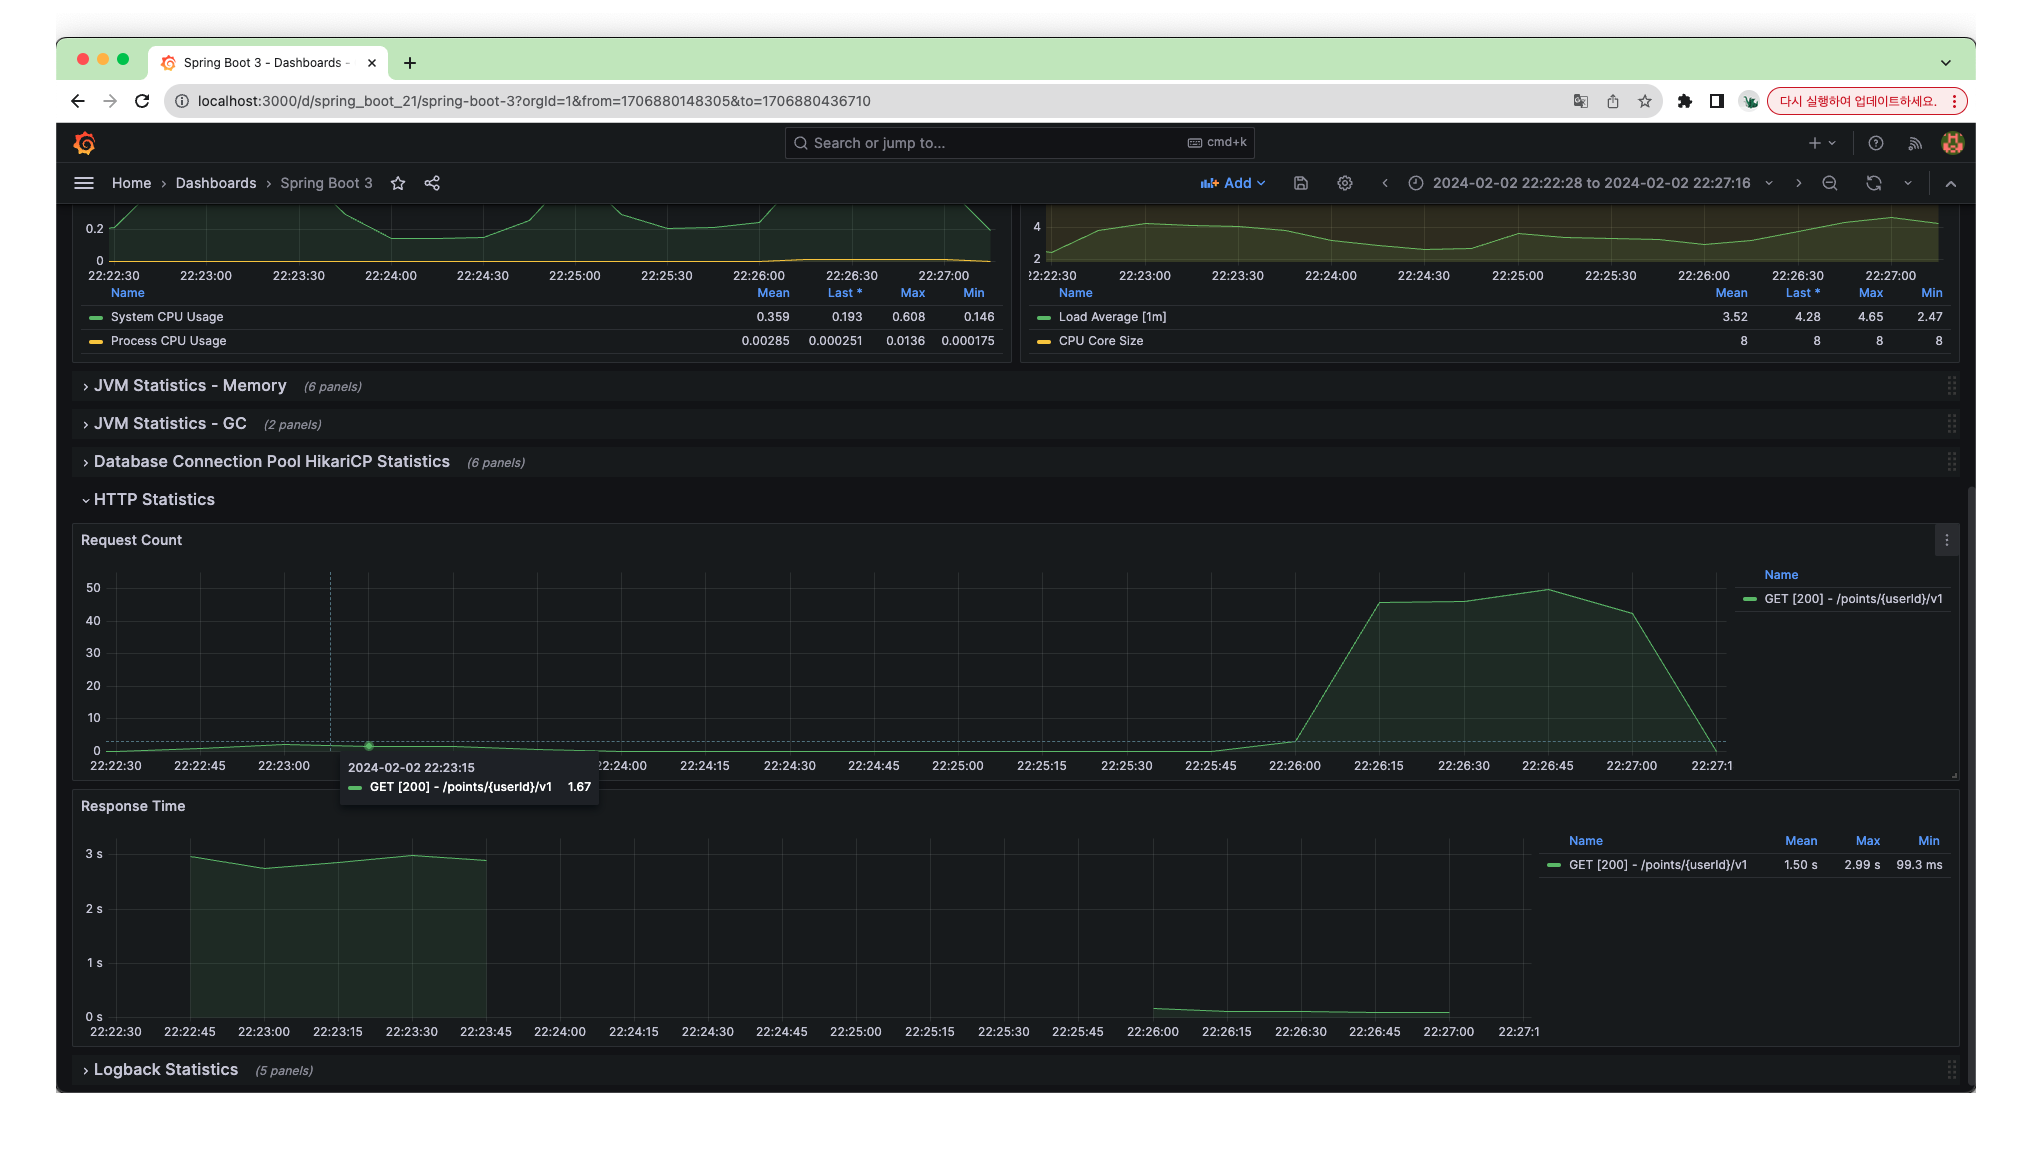 Spring Boot 3 - Dashboards -
localhost:3000/d/spring_boot_21/spring-boot-3?orgId=1&from=1706880148305&to=1706880436710
다시 실행하여 업데이트하세요.
Search or jump to...
cmd+k
Home › Dashboards › Spring Boot 3
Add
2024-02-02 22:22:28 to 2024-02-02 22:27:16
0.2
0
22:22:30 22:23:00 22:23:30 22:24:00 22:24:30 22:25:00 22:25:30 22:26:00 22:26:30 22:27:00
Name Mean Last * Max Min
System CPU Usage 0.359 0.193 0.608 0.146
Process CPU Usage 0.00285 0.000251 0.0136 0.000175
4
2
22:22:30 22:23:00 22:23:30 22:24:00 22:24:30 22:25:00 22:25:30 22:26:00 22:26:30 22:27:00
Name Mean Last * Max Min
Load Average [1m] 3.52 4.28 4.65 2.47
CPU Core Size 8 8 8 8
JVM Statistics - Memory (6 panels)
JVM Statistics - GC (2 panels)
Database Connection Pool HikariCP Statistics (6 panels)
HTTP Statistics
Request Count
50
40
30
20
10
0
22:22:30 22:22:45 22:23:00 22:24:00 22:24:15 22:24:30 22:24:45 22:25:00 22:25:15 22:25:30 22:25:45 22:26:00 22:26:15 22:26:30 22:26:45 22:27:00 22:27:1
Name
GET [200] - /points/{userId}/v1
2024-02-02 22:23:15
GET [200] - /points/{userId}/v1 1.67
Response Time
3 s
2 s
1 s
0 s
22:22:30 22:22:45 22:23:00 22:23:15 22:23:30 22:23:45 22:24:00 22:24:15 22:24:30 22:24:45 22:25:00 22:25:15 22:25:30 22:25:45 22:26:00 22:26:15 22:26:30 22:26:45 22:27:00 22:27:1
Name Mean Max Min
GET [200] - /points/{userId}/v1 1.50 s 2.99 s 99.3 ms
Logback Statistics (5 panels)